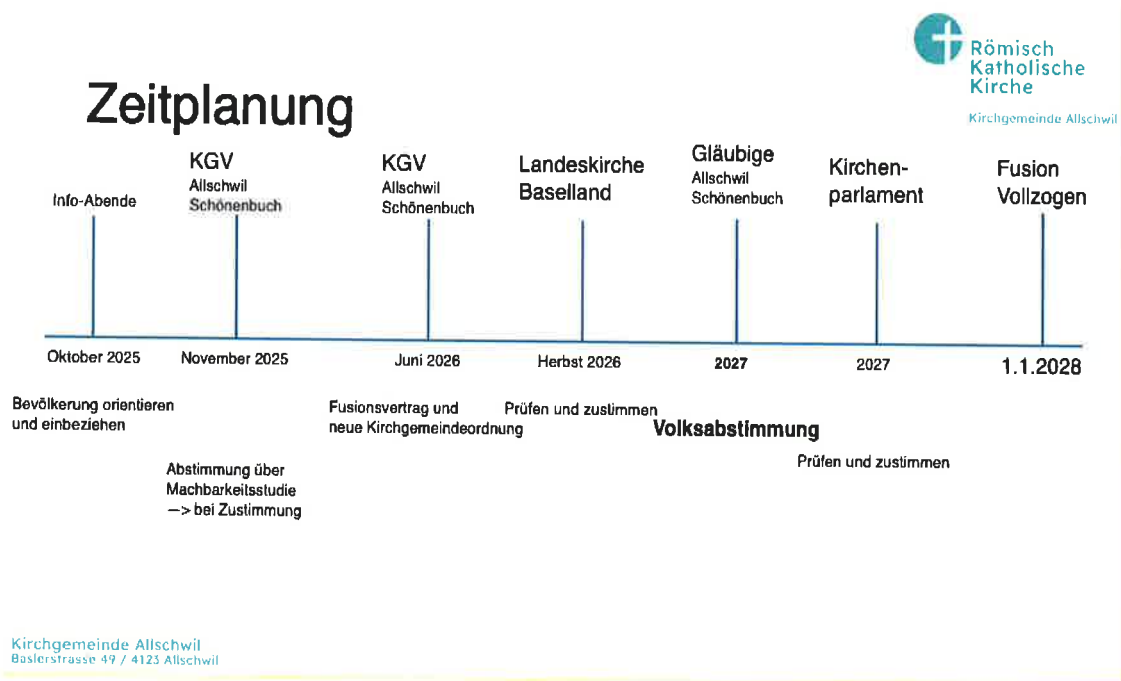 Römisch
Katholische
Kirche
Kirchgemeinde Allschwil
Zeitplanung
Info-Abende
KGV
Allschwil
Schönenbuch
KGV
Allschwil
Schönenbuch
Landeskirche
Baselland
Gläubige
Allschwil
Schönenbuch
Kirchen-
parlament
Fusion
Vollzogen
Oktober 2025
November 2025
Juni 2026
Herbst 2026
2027
2027
1.1.2028
Bevölkerung orientieren
und einbeziehen
Abstimmung über
Machbarkeitsstudie
—> bei Zustimmung
Fusionsvertrag und
neue Kirchgemeindeordnung
Prüfen und zustimmen
Volksabstimmung
Prüfen und zustimmen
Kirchgemeinde Allschwil
Baslerstrasse 49 / 4123 Allschwil